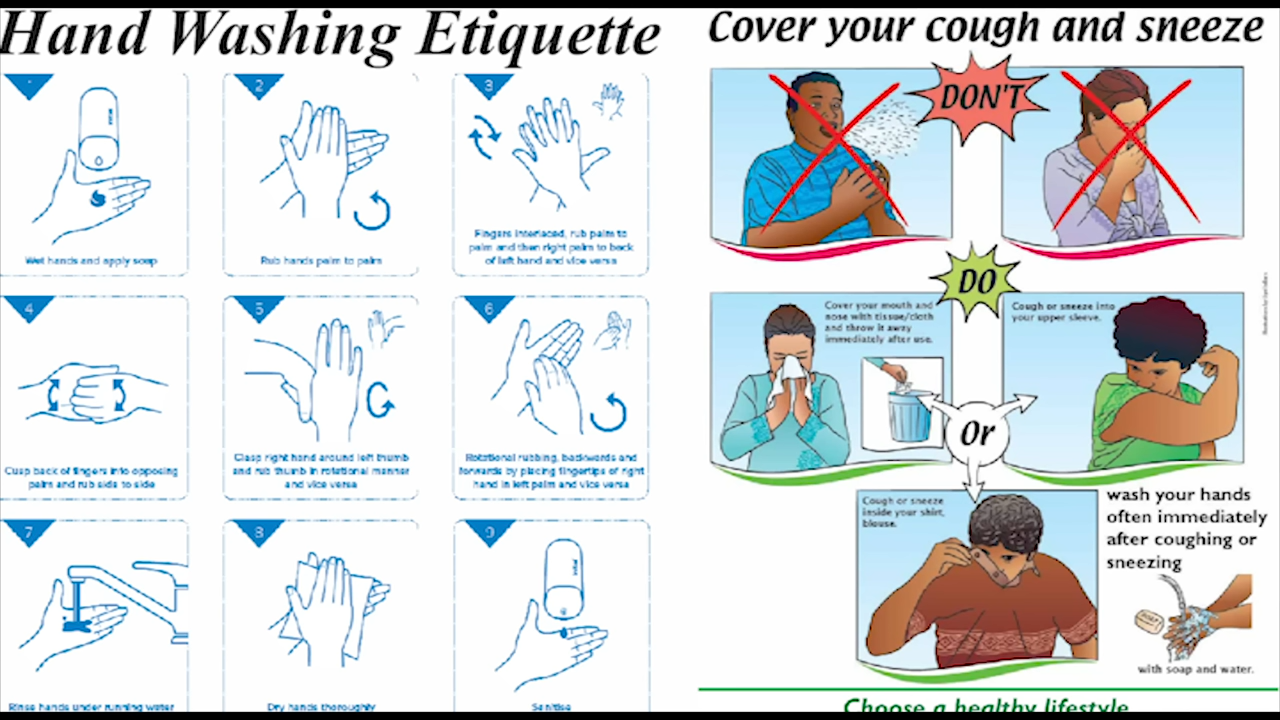 Hand Washing Etiquette
1
Wet hands and apply soap
2
Rub hands palm to palm
3
Fingers interlaced, rub palm to
palm and then right palm to back
of left hand and vice versa
4
Cusp back of fingers into opposing
palm and rub side to side
5
Clasp right hand around left thumb
and rub thumb in rotational manner
and vice versa
6
Rotational rubbing, backwards and
forwards by placing fingertips of right
hand in left palm and vice versa
7
Rinse hands under running water
8
Dry hands thoroughly
9
Sanitise
Cover your cough and sneeze
DON'T
DO
Cover your mouth and
nose with tissue/cloth
and throw it away
immediately after use.
Cough or sneeze into
your upper sleeve.
Or
Cough or sneeze
inside your shirt,
blouse.
wash your hands
often immediately
after coughing or
sneezing
with soap and water.
Choose a healthy lifestyle